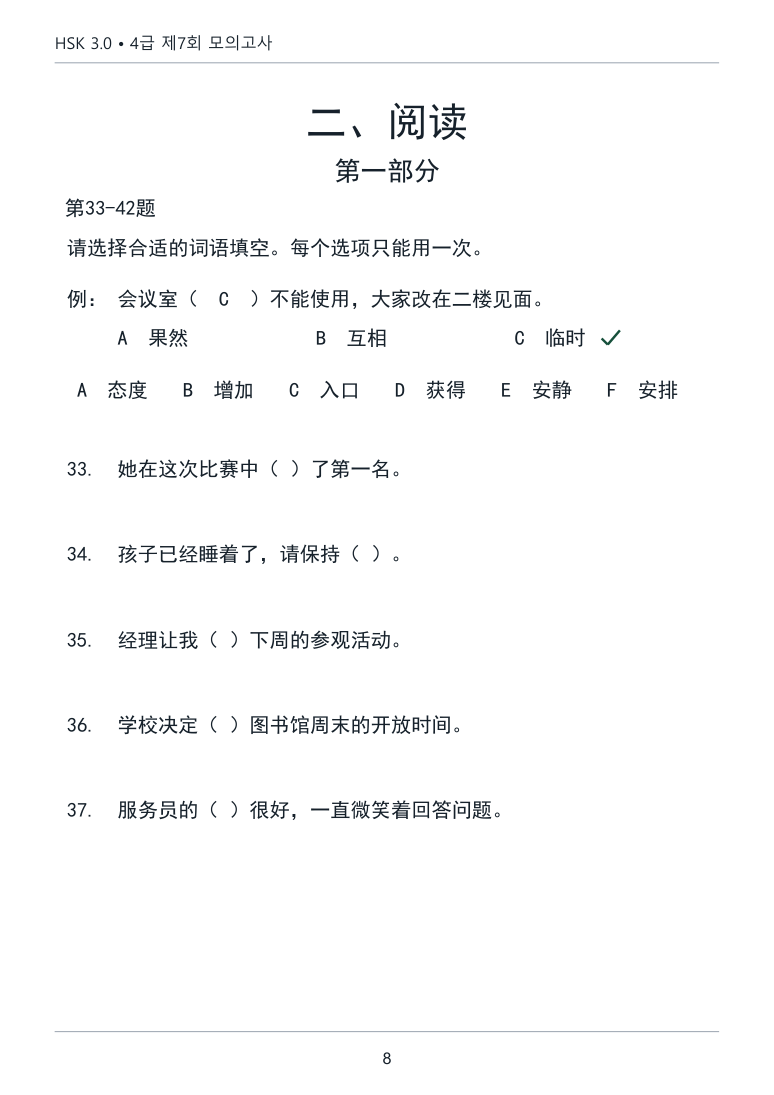 HSK 3.0 • 4급 제7회 모의고사
二、阅读
第一部分
第33-42题
请选择合适的词语填空。每个选项只能用一次。
例： 会议室（ C ）不能使用，大家改在二楼见面。
A 果然 B 互相 C 临时 ✓
A 态度 B 增加 C 入口 D 获得 E 安静 F 安排
33. 她在这次比赛中（ ）了第一名。
34. 孩子已经睡着了，请保持（ ）。
35. 经理让我（ ）下周的参观活动。
36. 学校决定（ ）图书馆周末的开放时间。
37. 服务员的（ ）很好，一直微笑着回答问题。
8